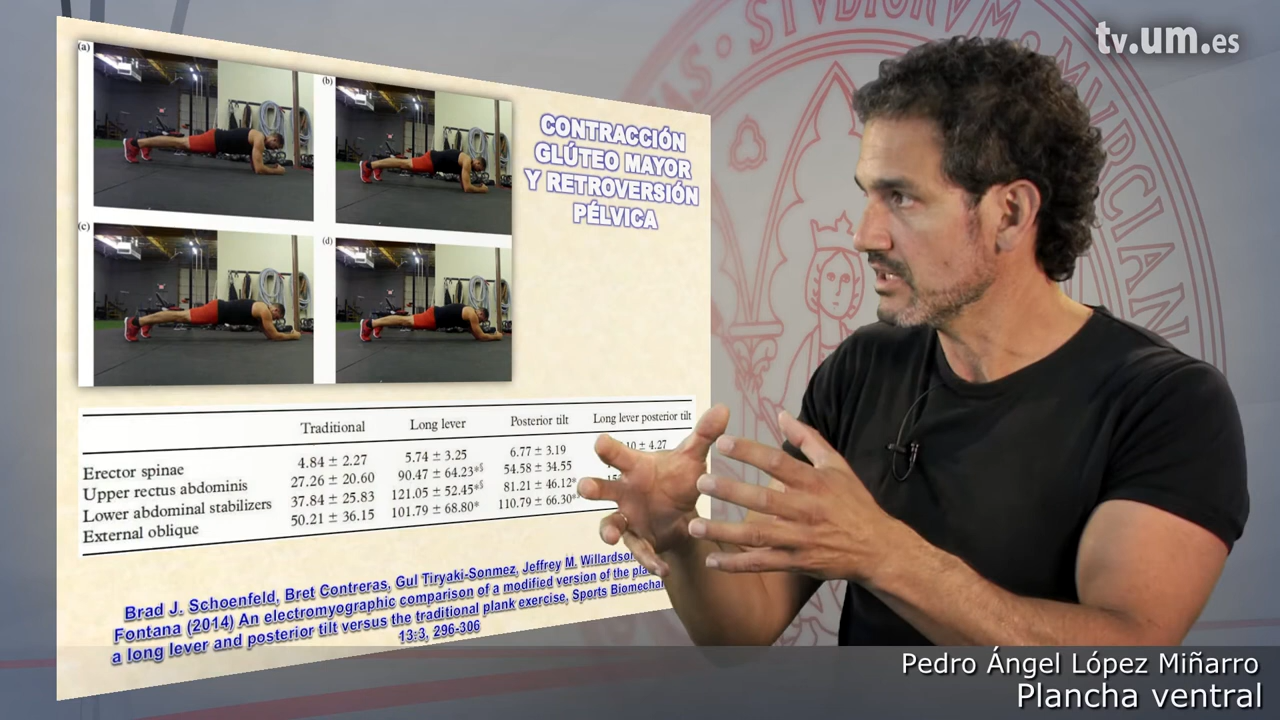 tv.um.es
STVDIORVM
MVRCIAN
(a)
(b)
(c)
(d)
CONTRACCIÓN
GLÚTEO MAYOR
Y RETROVERSIÓN
PÉLVICA
Traditional Long lever Posterior tilt Long lever posterior tilt
Erector spinae 4.84 ± 2.27 5.74 ± 3.25 6.77 ± 3.19 ± 4.27
Upper rectus abdominis 27.26 ± 20.60 90.47 ± 64.23*§ 54.58 ± 34.55
Lower abdominal stabilizers 37.84 ± 25.83 121.05 ± 52.45*§ 81.21 ± 46.12*
External oblique 50.21 ± 36.15 101.79 ± 68.80* 110.79 ± 66.30*
Brad J. Schoenfeld, Bret Contreras, Gul Tiryaki-Sonmez, Jeffrey M.
Fontana (2014) An electromyographic comparison of a modified version of the
a long lever and posterior tilt versus the traditional plank exercise, Sports
13:3, 296-306
Pedro Ángel López Miñarro
Plancha ventral